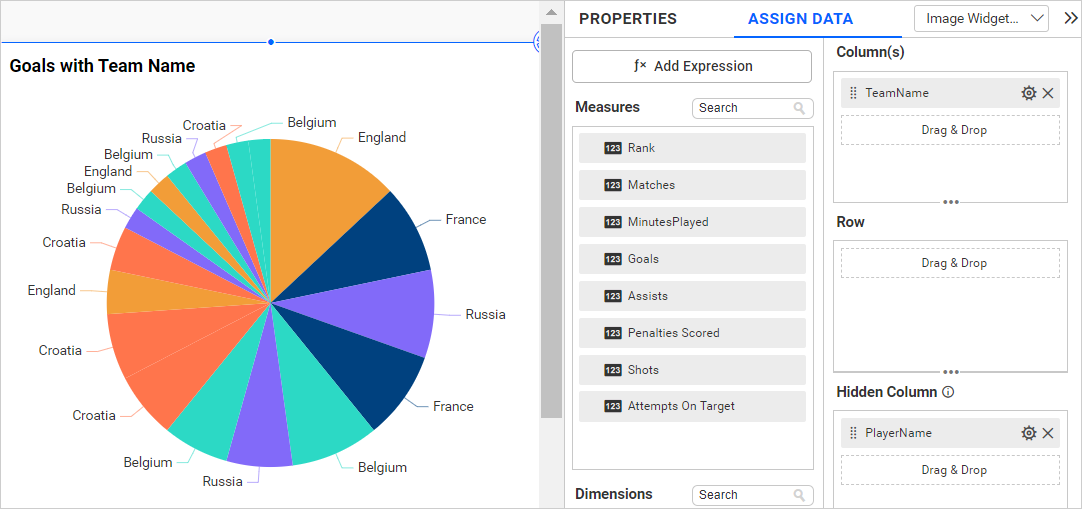 Goals with Team Name
Belgium
England
France
Russia
France
Belgium
Russia
Belgium
Croatia
Croatia
England
Croatia
Russia
Belgium
England
Belgium
Russia
Croatia
PROPERTIES
ASSIGN DATA
Image Widget...
ƒx Add Expression
Measures
Search
123 Rank
123 Matches
123 MinutesPlayed
123 Goals
123 Assists
123 Penalties Scored
123 Shots
123 Attempts On Target
Dimensions
Search
Column(s)
TeamName
Drag & Drop
Row
Drag & Drop
Hidden Column
PlayerName
Drag & Drop